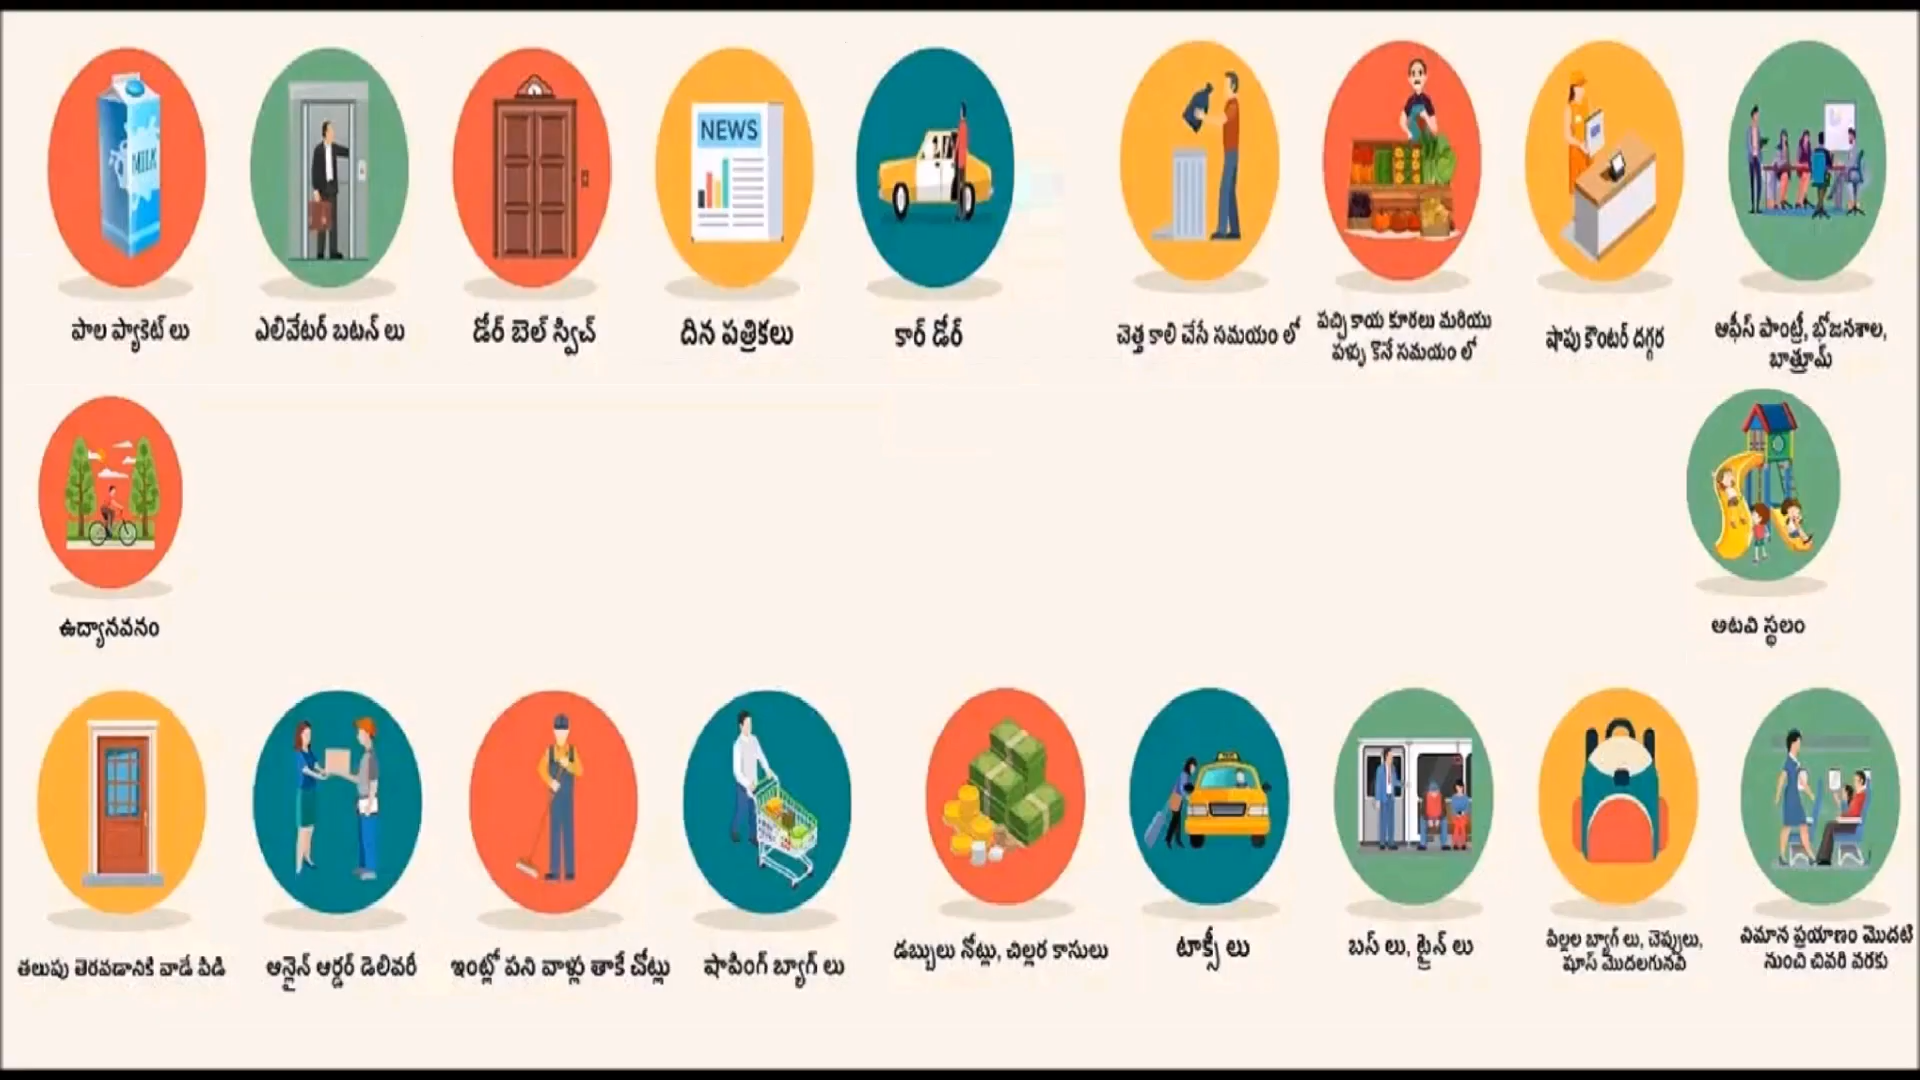 MILK
NEWS
పాల ప్యాకెట్ లు
ఎలివేటర్ బటన్ లు
డోర్ బెల్ స్విచ్
దిన పత్రికలు
కార్ డోర్
చెత్త కాలి చేసే సమయం లో
పచ్చి కాయ కూరలు మరియు
పళ్ళు కొనే సమయం లో
షాపు కౌంటర్ దగ్గర
ఆఫీస్ పాంట్రీ, భోజనశాల,
బాత్రూమ్
ఉద్యానవనం
అటవి స్థలం
తలుపు తెరవడానికి వాడే పిడి
ఆన్లైన్ ఆర్డర్ డెలివరీ
ఇంట్లో పని వాళ్లు తాకే చోట్లు
షాపింగ్ బ్యాగ్ లు
డబ్బులు నోట్లు, చిల్లర కాసులు
టాక్సీ లు
బస్ లు, ట్రైన్ లు
పిల్లల బ్యాగ్ లు, చెప్పులు,
షూస్ మొదలగునవి
విమాన ప్రయాణం మొదటి
నుంచి చివరి వరకు